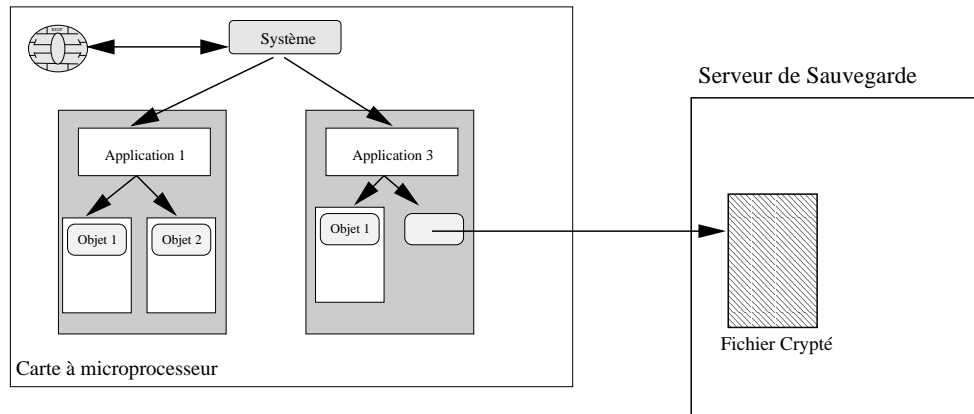 Système
Serveur de Sauvegarde
Application 1
Application 3
Objet 1
Objet 2
Objet 1
Fichier Crypté
Carte à microprocesseur